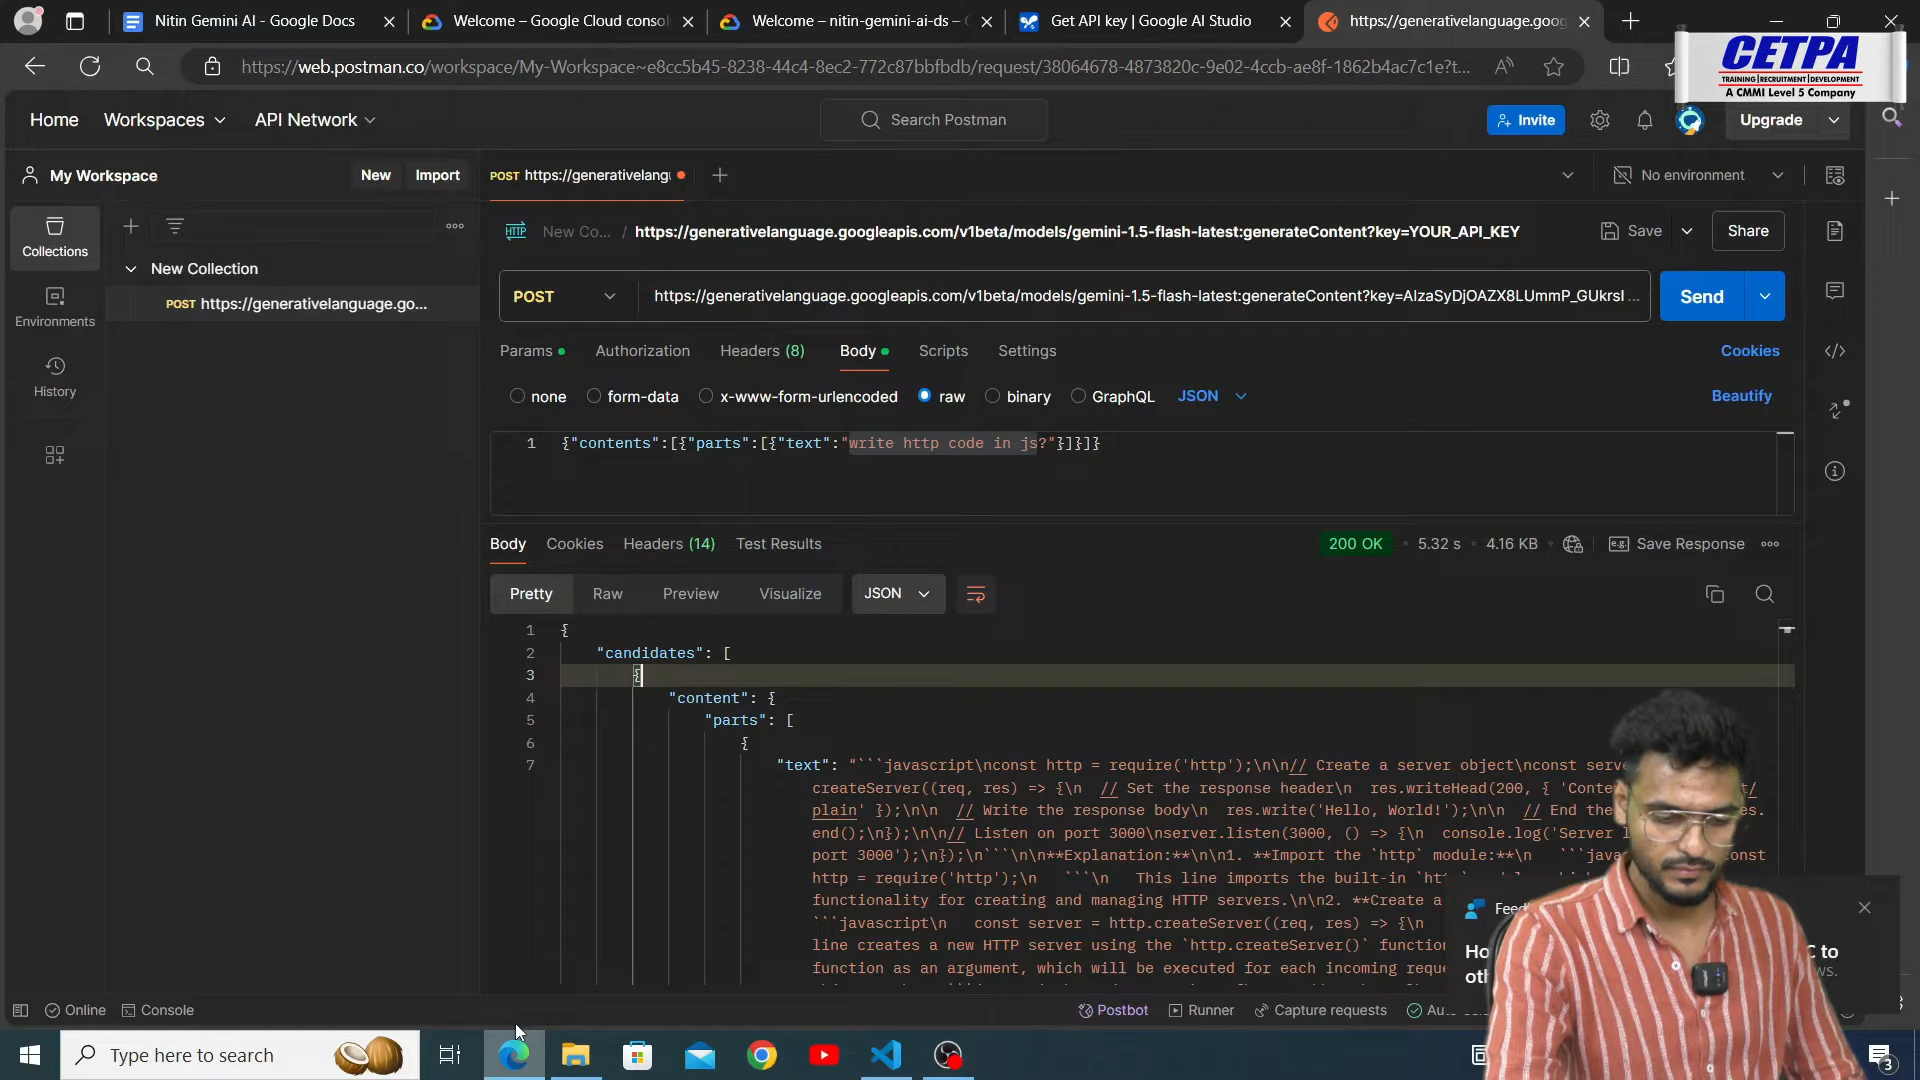 Nitin Gemini AI - Google Docs
Welcome – Google Cloud conso
Welcome – nitin-gemini-ai-ds –
Get API key | Google AI Studio
https://generativelanguage.goog
CETPA
TRAINING|RECRUITMENT|DEVELOPMENT
A CMMI Level 5 Company
https://web.postman.co/workspace/My-Workspace~e8cc5b45-8238-44c4-8ec2-772c87bbfbdb/request/38064678-4873820c-9e02-4ccb-ae8f-1862b4ac7c1e?t...
Home Workspaces API Network Search Postman Invite Upgrade
My Workspace New Import POST https://generativelang No environment
Collections
New Co... / https://generativelanguage.googleapis.com/v1beta/models/gemini-1.5-flash-latest:generateContent?key=YOUR_API_KEY Save Share
New Collection
POST https://generativelanguage.go...
Environments
History
POST https://generativelanguage.googleapis.com/v1beta/models/gemini-1.5-flash-latest:generateContent?key=AIzaSyDjOAZX8LUmmP_GUkrsI... Send
Params Authorization Headers (8) Body Scripts Settings Cookies
none form-data x-www-form-urlencoded raw binary GraphQL JSON Beautify
1 {"contents":[{"parts":[{"text":"write http code in js?"}]}]}
Body Cookies Headers (14) Test Results 200 OK 5.32 s 4.16 KB Save Response
Pretty Raw Preview Visualize JSON
1 {
2 "candidates": [
3 {
4 "content": {
5 "parts": [
6 {
7 "text": "```javascript\nconst http = require('http');\n\n// Create a server object\nconst serv
createServer((req, res) => {\n  // Set the response header\n  res.writeHead(200, { 'Conte
plain' });\n\n  // Write the response body\n  res.write('Hello, World!');\n\n  // End the
end();\n});\n\n// Listen on port 3000\nserver.listen(3000, () => {\n  console.log('Server
port 3000');\n});\n```\n\n**Explanation:**\n\n1. **Import the `http` module:**\n   ```java
http = require('http');\n   ```\n   This line imports the built-in `htt
functionality for creating and managing HTTP servers.\n\n2. **Create a
```javascript\n   const server = http.createServer((req, res) => {\n
line creates a new HTTP server using the `http.createServer()` function
function as an argument, which will be executed for each incoming reque
Online Console Postbot Runner Capture requests
Type here to search
3